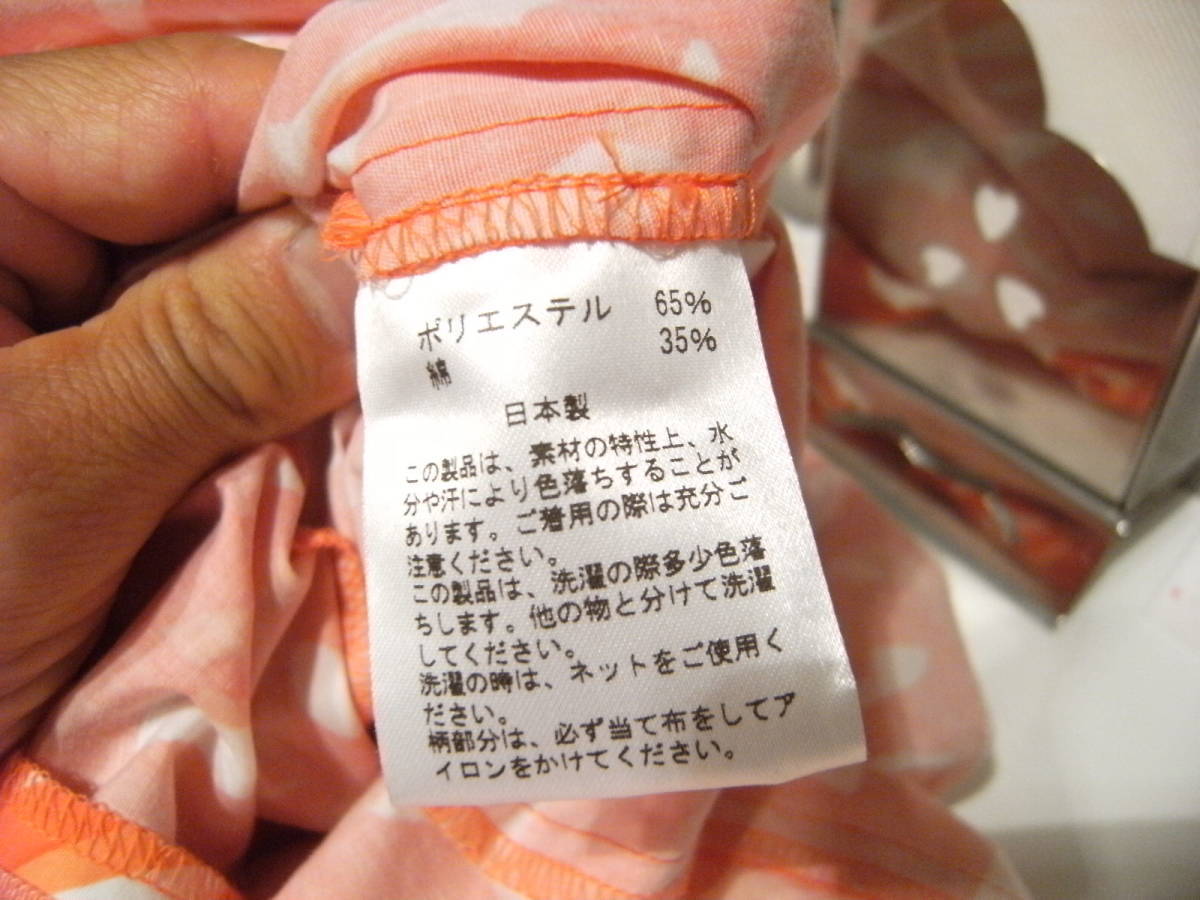 ポリエステル 65%
綿 35%
日本製
この製品は、素材の特性上、水
分や汗により色落ちすることが
あります。ご着用の際は充分ご
注意ください。
この製品は、洗濯の際多少色落
ちします。他の物と分けて洗濯
してください。
洗濯の時は、ネットをご使用く
ださい。
柄部分は、必ず当て布をしてア
イロンをかけてください。